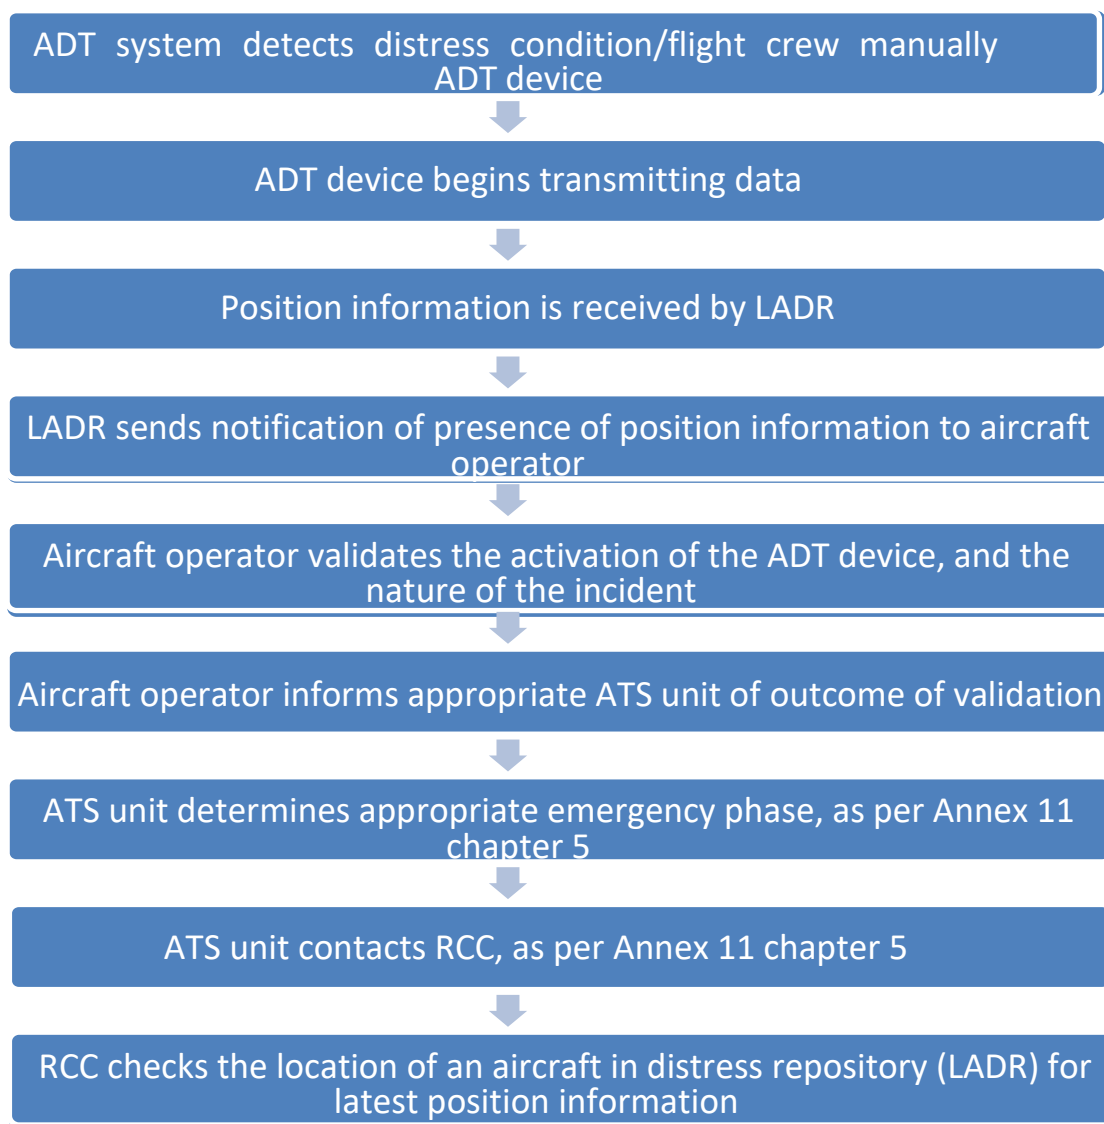 ADT system detects distress condition/flight crew manually
ADT device
ADT device begins transmitting data
Position information is received by LADR
LADR sends notification of presence of position information to aircraft
operator
Aircraft operator validates the activation of the ADT device, and the
nature of the incident
Aircraft operator informs appropriate ATS unit of outcome of validation
ATS unit determines appropriate emergency phase, as per Annex 11
chapter 5
ATS unit contacts RCC, as per Annex 11 chapter 5
RCC checks the location of an aircraft in distress repository (LADR) for
latest position information